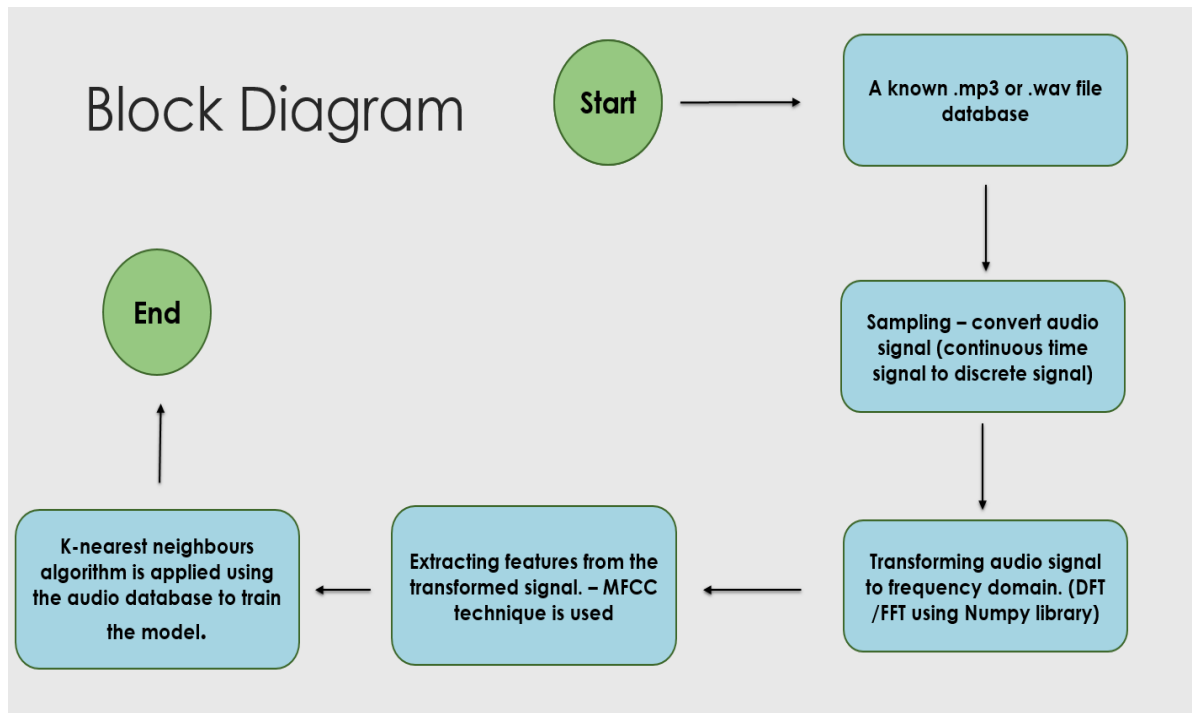 Block Diagram
Start
A known .mp3 or .wav file
database
Sampling – convert audio
signal (continuous time
signal to discrete signal)
Transforming audio signal
to frequency domain. (DFT
/FFT using Numpy library)
Extracting features from the
transformed signal. – MFCC
technique is used
K-nearest neighbours
algorithm is applied using
the audio database to train
the model.
End